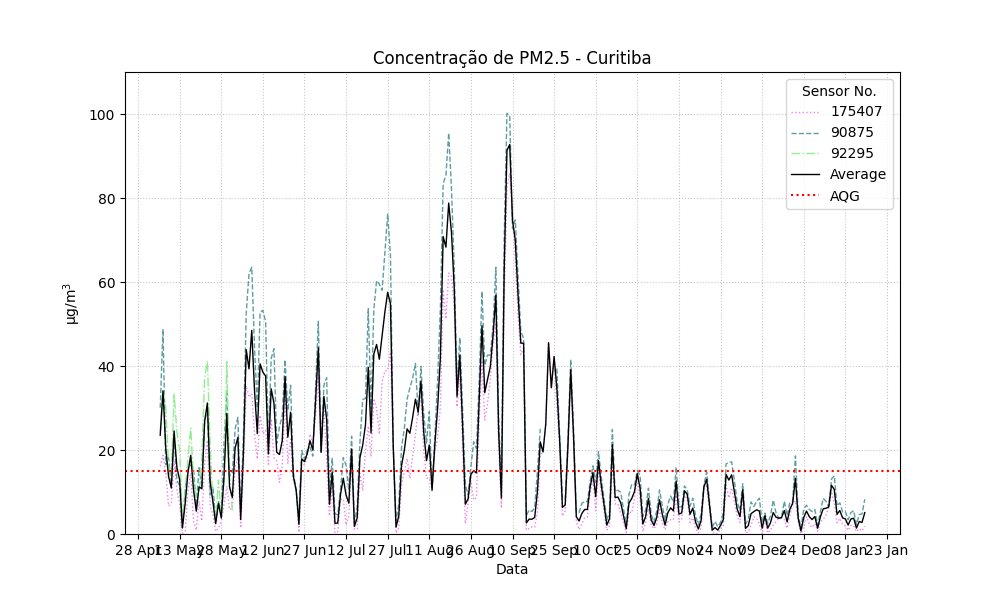 Concentração de PM2.5 - Curitiba
Sensor No.
175407
90875
92295
Average
AQG
100
80
60
40
20
0
µg/m³
28 Apr 13 May 28 May 12 Jun 27 Jun 12 Jul 27 Jul 11 Aug 26 Aug 10 Sep 25 Sep 10 Oct 25 Oct 09 Nov 24 Nov 09 Dec 24 Dec 08 Jan 23 Jan
Data